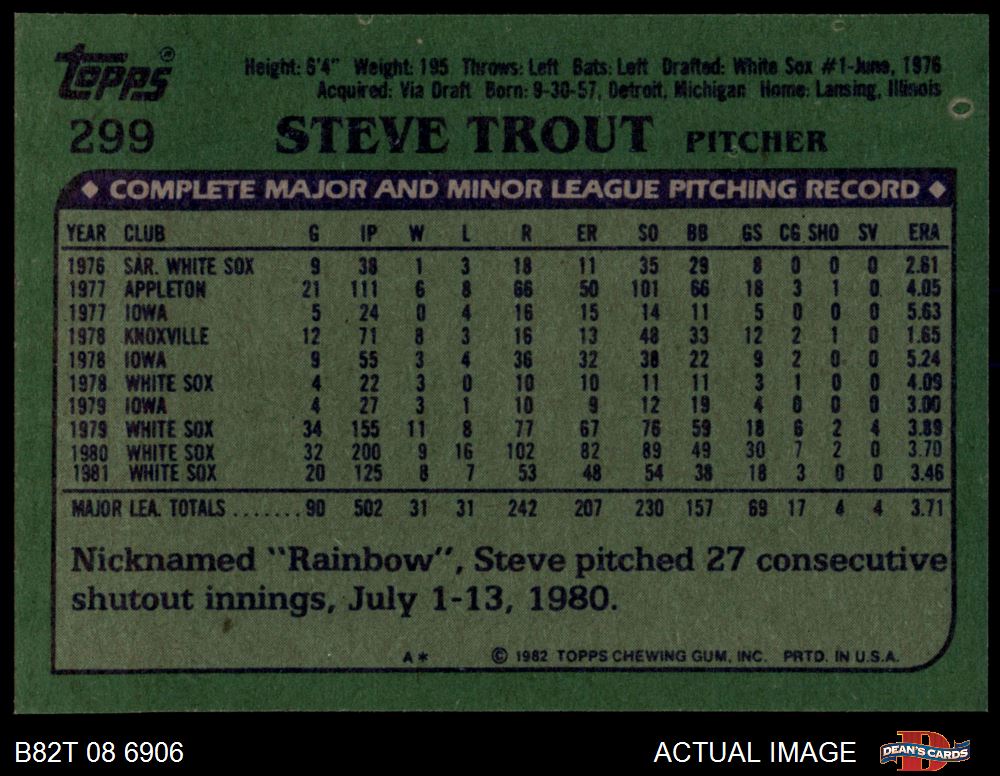 Topps®
Height: 6'4" Weight: 195 Throws: Left Bats: Left Drafted: White Sox #1-June, 1976
Acquired: Via Draft Born: 9-30-57, Detroit, Michigan Home: Lansing, Illinois
299 STEVE TROUT PITCHER
◆ COMPLETE MAJOR AND MINOR LEAGUE PITCHING RECORD ◆
YEAR CLUB G IP W L R ER SO BB GS CG SHO SV ERA
1976 SAR. WHITE SOX 9 38 1 3 18 11 35 29 8 0 0 0 2.61
1977 APPLETON 21 111 6 8 66 50 101 66 18 3 1 0 4.05
1977 IOWA 5 24 0 4 16 15 14 11 5 0 0 0 5.63
1978 KNOXVILLE 12 71 8 3 16 13 48 33 12 2 1 0 1.65
1978 IOWA 9 55 3 4 36 32 38 22 9 2 0 0 5.24
1978 WHITE SOX 4 22 3 0 10 10 11 11 3 1 0 0 4.09
1979 IOWA 4 27 3 1 10 9 12 19 4 0 0 0 3.00
1979 WHITE SOX 34 155 11 8 77 67 76 59 18 6 2 4 3.89
1980 WHITE SOX 32 200 9 16 102 82 89 49 30 7 2 0 3.70
1981 WHITE SOX 20 125 8 7 53 48 54 38 18 3 0 0 3.46
MAJOR LEA. TOTALS.......90 502 31 31 242 207 230 157 69 17 4 4 3.71
Nicknamed "Rainbow", Steve pitched 27 consecutive
shutout innings, July 1-13, 1980.
A* © 1982 TOPPS CHEWING GUM, INC. PRTD. IN U.S.A.
B82T 08 6906 ACTUAL IMAGE DEAN'S CARDS